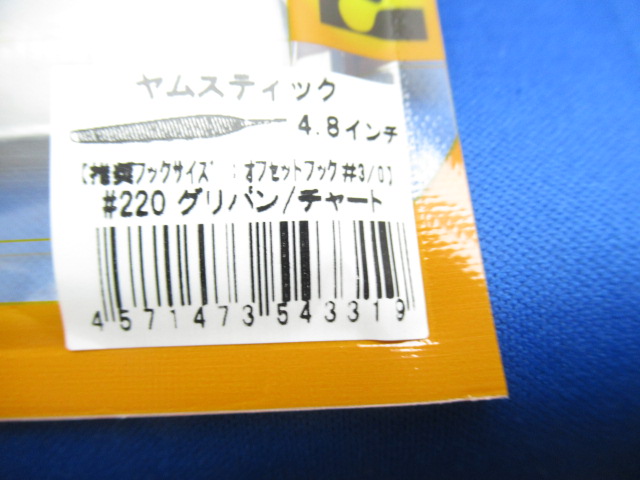 ヤムスティック
4.8インチ
【推奨フックサイズ：オフセットフック#3/0】
#220 グリパン/チャート
4571473543319